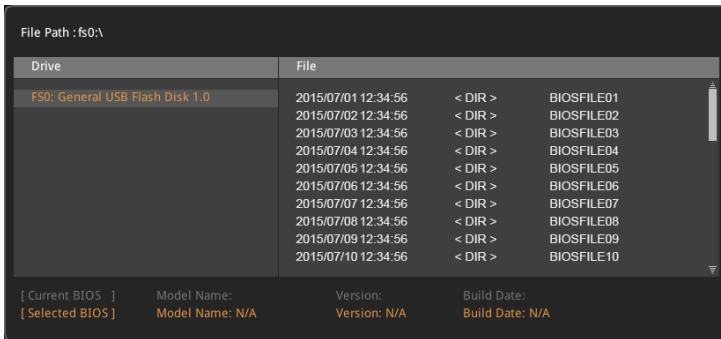 File Path : fs0:\
Drive File
FS0: General USB Flash Disk 1.0
2015/07/01 12:34:56 < DIR > BIOSFILE01
2015/07/02 12:34:56 < DIR > BIOSFILE02
2015/07/03 12:34:56 < DIR > BIOSFILE03
2015/07/04 12:34:56 < DIR > BIOSFILE04
2015/07/05 12:34:56 < DIR > BIOSFILE05
2015/07/06 12:34:56 < DIR > BIOSFILE06
2015/07/07 12:34:56 < DIR > BIOSFILE07
2015/07/08 12:34:56 < DIR > BIOSFILE08
2015/07/09 12:34:56 < DIR > BIOSFILE09
2015/07/10 12:34:56 < DIR > BIOSFILE10
[ Current BIOS ] Model Name: Version: Build Date:
[ Selected BIOS ] Model Name: N/A Version: N/A Build Date: N/A